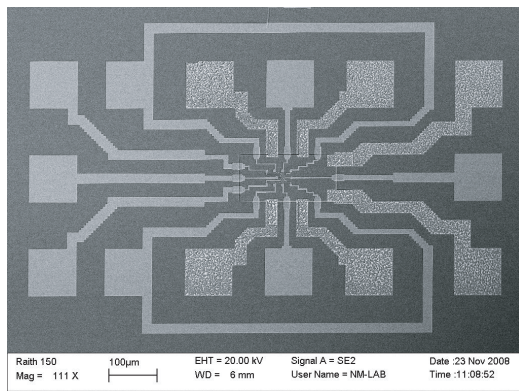 Raith 150 100µm EHT = 20.00 kV Signal A = SE2 Date :23 Nov 2008
Mag = 111 X WD = 6 mm User Name = NM-LAB Time :11:08:52